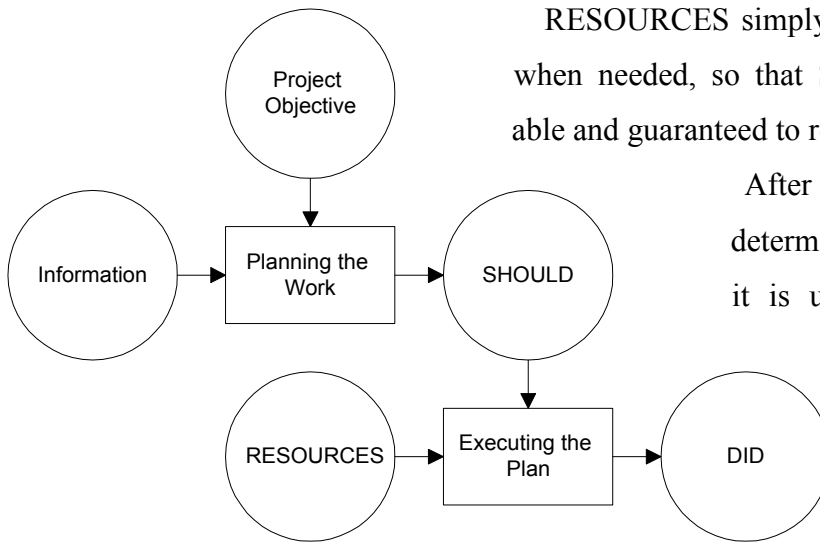 RESOURCES simply
when needed, so that
able and guaranteed to r
After
determi
it is u
Project
Objective
Information
Planning the
Work
SHOULD
RESOURCES
Executing the
Plan
DID